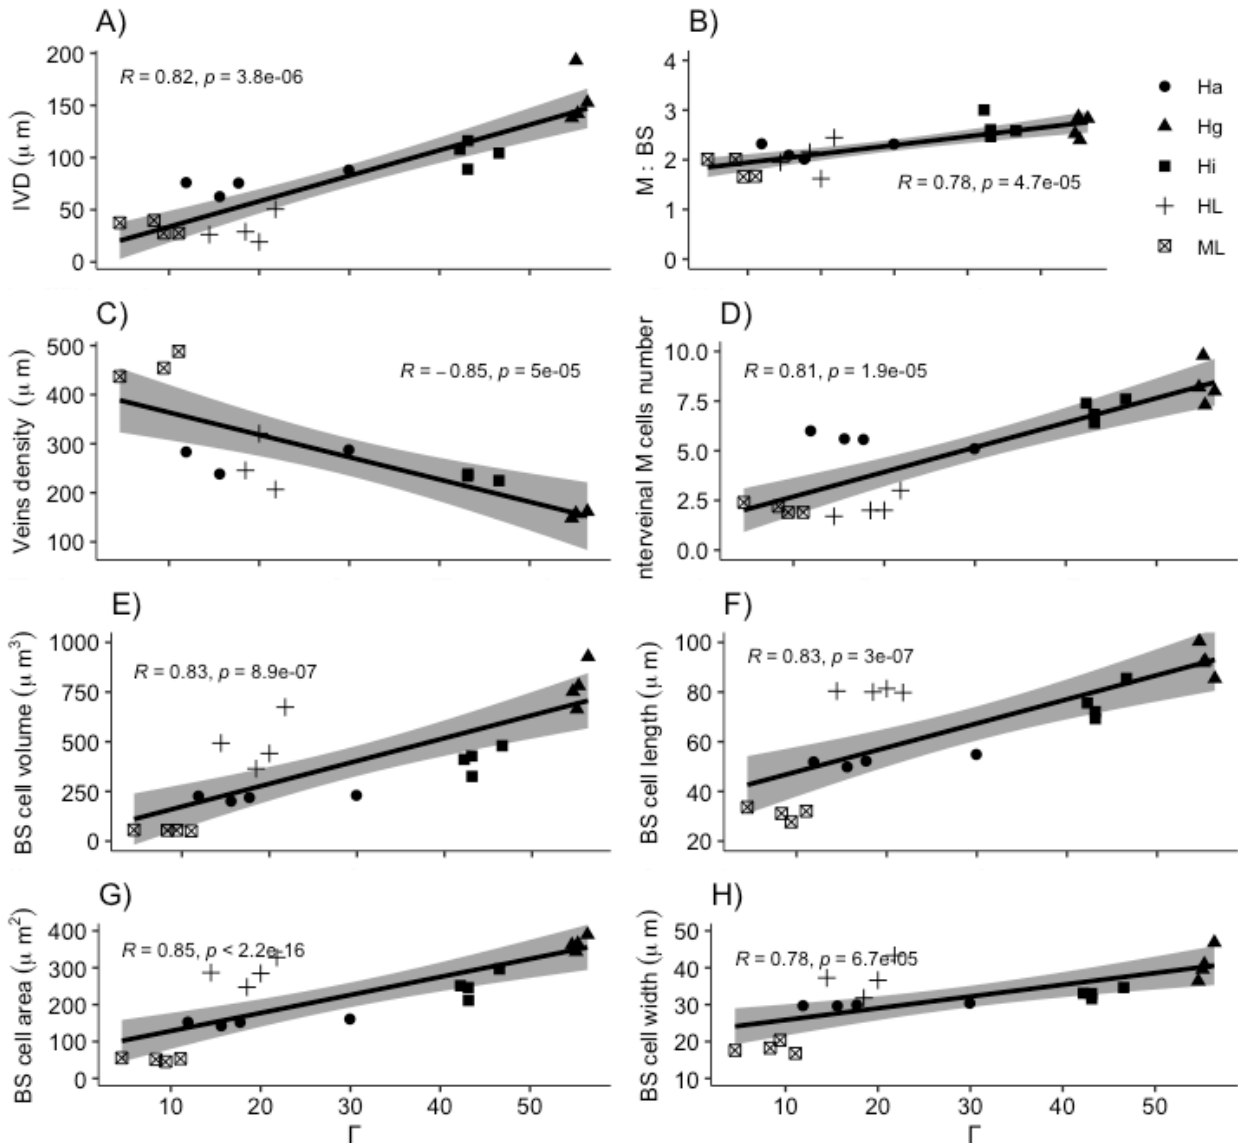 A)
IVD (μ m)
200
150
100
50
0
R = 0.82, p = 3.8e-06
B)
M : BS
4
3
2
1
0
R = 0.78, p = 4.7e-05
Ha
Hg
Hi
HL
ML
C)
Veins density (μ m)
500
400
300
200
100
R = − 0.85, p = 5e-05
D)
nterveinal M cells number
10.0
7.5
5.0
2.5
0.0
R = 0.81, p = 1.9e-05
E)
BS cell volume (μ m³)
1000
750
500
250
0
R = 0.83, p = 8.9e-07
F)
BS cell length (μ m)
100
80
60
40
20
R = 0.83, p = 3e-07
G)
BS cell area (μ m²)
400
300
200
100
0
R = 0.85, p < 2.2e-16
10 20 30 40 50
Γ
H)
BS cell width (μ m)
50
40
30
20
10
R = 0.78, p = 6.7e-05
10 20 30 40 50
Γ